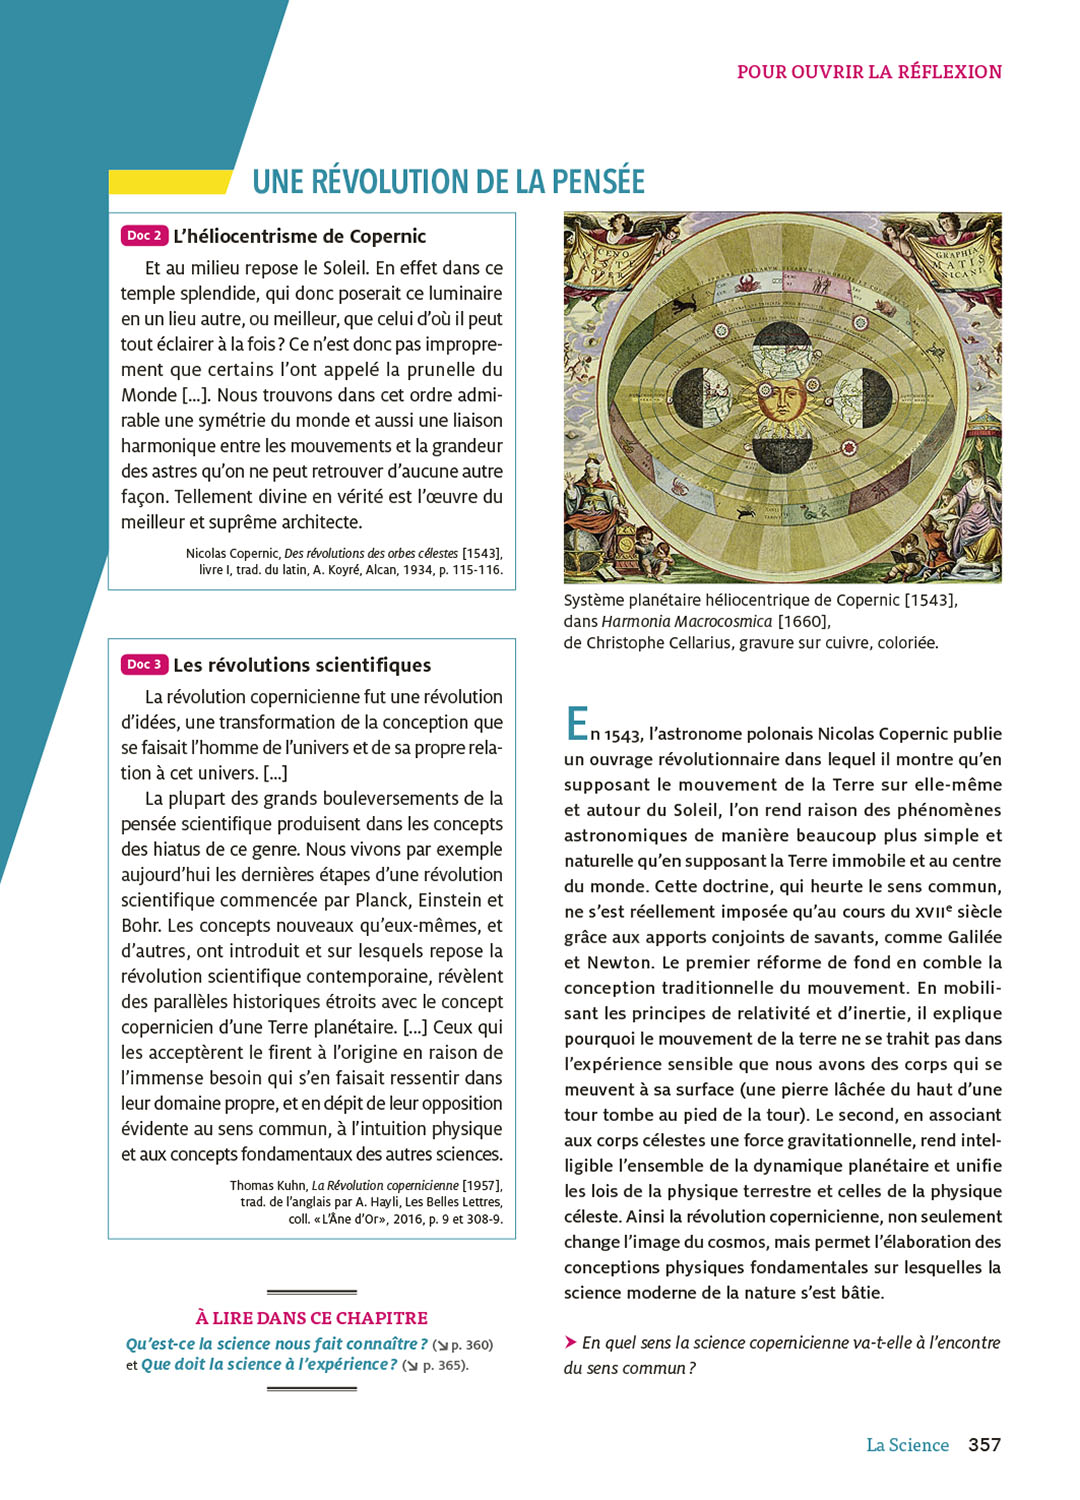 POUR OUVRIR LA RÉFLEXION
UNE RÉVOLUTION DE LA PENSÉE
Doc 2 L’héliocentrisme de Copernic
Et au milieu repose le Soleil. En effet dans ce
temple splendide, qui donc poserait ce luminaire
en un lieu autre, ou meilleur, que celui d’où il peut
tout éclairer à la fois ? Ce n’est donc pas impropre-
ment que certains l’ont appelé la prunelle du
Monde [...]. Nous trouvons dans cet ordre admi-
rable une symétrie du monde et aussi une liaison
harmonique entre les mouvements et la grandeur
des astres qu’on ne peut retrouver d’aucune autre
façon. Tellement divine en vérité est l’œuvre du
meilleur et suprême architecte.
Nicolas Copernic, Des révolutions des orbes célestes [1543],
livre I, trad. du latin, A. Koyré, Alcan, 1934, p. 115-116.
Doc 3 Les révolutions scientifiques
La révolution copernicienne fut une révolution
d’idées, une transformation de la conception que
se faisait l’homme de l’univers et de sa propre rela-
tion à cet univers. [...]
La plupart des grands bouleversements de la
pensée scientifique produisent dans les concepts
des hiatus de ce genre. Nous vivons par exemple
aujourd’hui les dernières étapes d’une révolution
scientifique commencée par Planck, Einstein et
Bohr. Les concepts nouveaux qu’eux-mêmes, et
d’autres, ont introduit et sur lesquels repose la
révolution scientifique contemporaine, révèlent
des parallèles historiques étroits avec le concept
copernicien d’une Terre planétaire. [...] Ceux qui
les acceptèrent le firent à l’origine en raison de
l’immense besoin qui s’en faisait ressentir dans
leur domaine propre, et en dépit de leur opposition
évidente au sens commun, à l’intuition physique
et aux concepts fondamentaux des autres sciences.
Thomas Kuhn, La Révolution copernicienne [1957],
trad. de l’anglais par A. Hayli, Les Belles Lettres,
coll. « L’Âne d’Or », 2016, p. 9 et 308-9.
À LIRE DANS CE CHAPITRE
Qu’est-ce la science nous fait connaître ? (↘ p. 360)
et Que doit la science à l’expérience ? (↘ p. 365).
SCENO
SYSTE
COPER
GRAPHIA
MATIS
NICANI
Système planétaire héliocentrique de Copernic [1543],
dans Harmonia Macrocosmica [1660],
de Christophe Cellarius, gravure sur cuivre, coloriée.
En 1543, l’astronome polonais Nicolas Copernic publie
un ouvrage révolutionnaire dans lequel il montre qu’en
supposant le mouvement de la Terre sur elle-même
et autour du Soleil, l’on rend raison des phénomènes
astronomiques de manière beaucoup plus simple et
naturelle qu’en supposant la Terre immobile et au centre
du monde. Cette doctrine, qui heurte le sens commun,
ne s’est réellement imposée qu’au cours du XVIIe siècle
grâce aux apports conjoints de savants, comme Galilée
et Newton. Le premier réforme de fond en comble la
conception traditionnelle du mouvement. En mobili-
sant les principes de relativité et d’inertie, il explique
pourquoi le mouvement de la terre ne se trahit pas dans
l’expérience sensible que nous avons des corps qui se
meuvent à sa surface (une pierre lâchée du haut d’une
tour tombe au pied de la tour). Le second, en associant
aux corps célestes une force gravitationnelle, rend intel-
ligible l’ensemble de la dynamique planétaire et unifie
les lois de la physique terrestre et celles de la physique
céleste. Ainsi la révolution copernicienne, non seulement
change l’image du cosmos, mais permet l’élaboration des
conceptions physiques fondamentales sur lesquelles la
science moderne de la nature s’est bâtie.
➤ En quel sens la science copernicienne va-t-elle à l’encontre
du sens commun ?
La Science 357